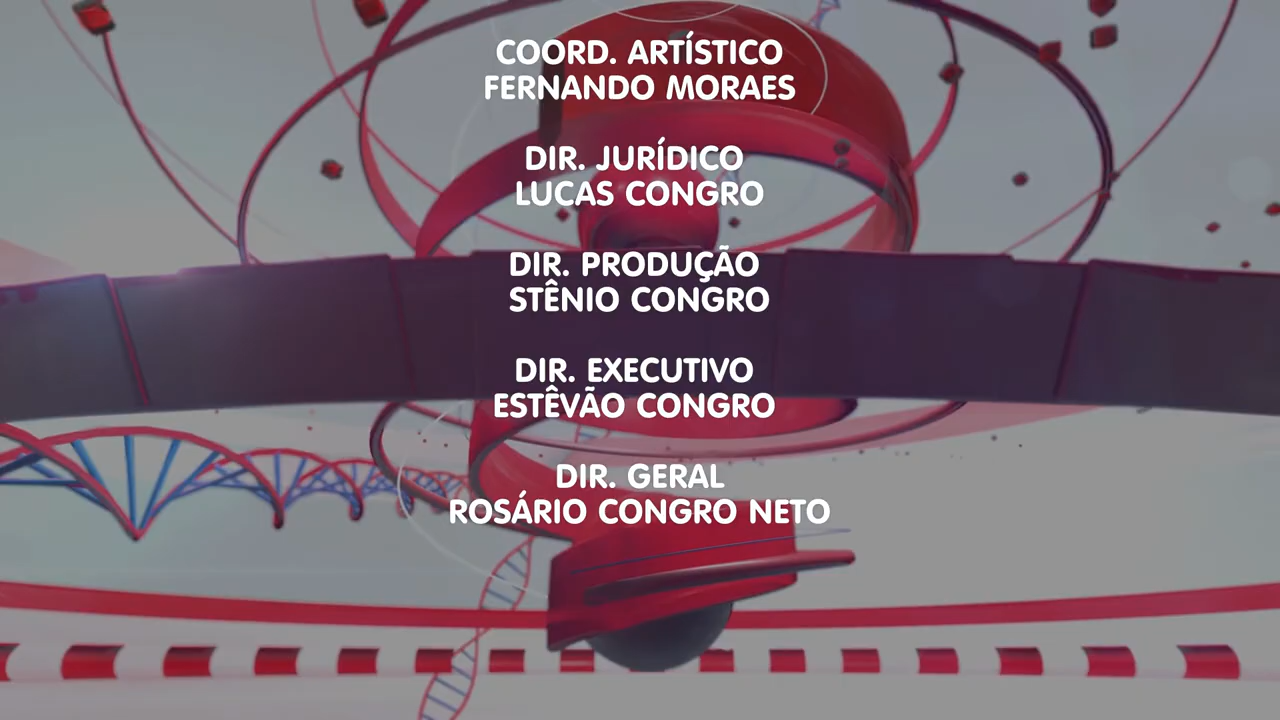 COORD. ARTÍSTICO
FERNANDO MORAES
DIR. JURÍDICO
LUCAS CONGRO
DIR. PRODUÇÃO
STÊNIO CONGRO
DIR. EXECUTIVO
ESTÊVÃO CONGRO
DIR. GERAL
ROSÁRIO CONGRO NETO